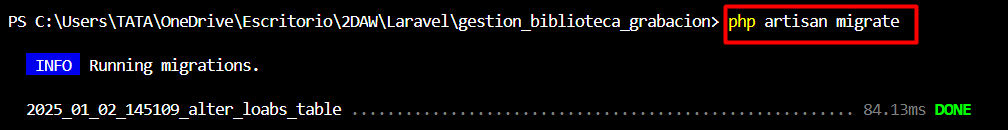 PS C:\Users\TATA\OneDrive\Escritorio\2DAW\Laravel\gestion_biblioteca_grabacion> php artisan migrate
INFO Running migrations.
2025_01_02_145109_alter_loabs_table ............................................................ 84.13ms DONE